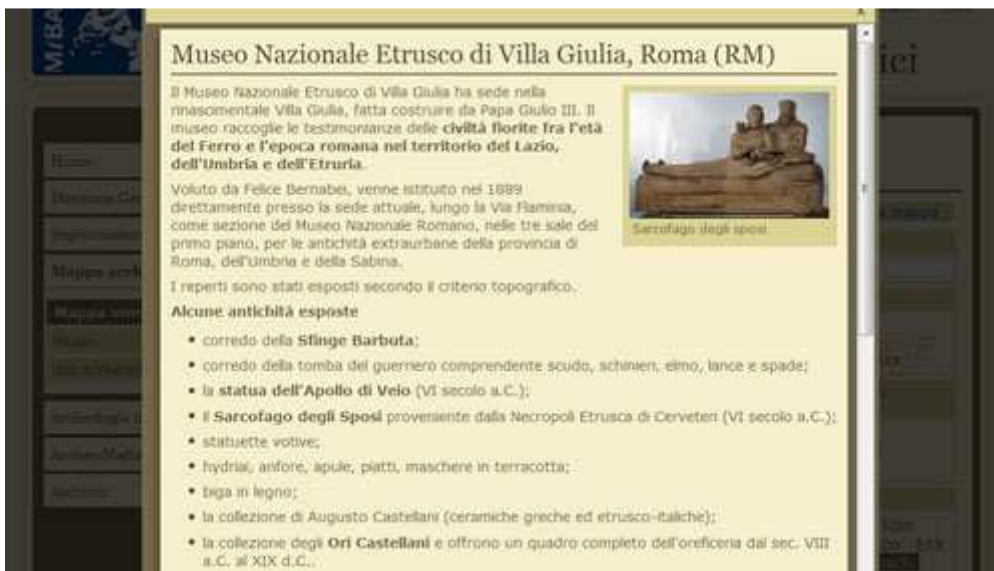 MiBA
ici
Museo Nazionale Etrusco di Villa Giulia, Roma (RM)
Il Museo Nazionale Etrusco di Villa Giulia ha sede nella
rinascimentale Villa Giulia, fatta costruire da Papa Giulio III. Il
museo raccoglie le testimonianze delle civiltà fiorite fra l'età
del Ferro e l'epoca romana nel territorio del Lazio,
dell'Umbria e dell'Etruria.
Sarcofago degli sposi
Voluto da Felice Bernabei, venne istituito nel 1889
direttamente presso la sede attuale, lungo la Via Flaminia,
come sezione del Museo Nazionale Romano, nelle tre sale del
primo piano, per le antichità extraurbane della provincia di
Roma, dell'Umbria e della Sabina.
I reperti sono stati esposti secondo il criterio topografico.
Alcune antichità esposte
• corredo della Sfinge Barbuta;
• corredo della tomba del guerriero comprendente scudo, schinieri, elmo, lance e spade;
• la statua dell'Apollo di Veio (VI secolo a.C.);
• il Sarcofago degli Sposi proveniente dalla Necropoli Etrusca di Cerveteri (VI secolo a.C.);
• statuette votive;
• hydriai, anfore, apule, piatti, maschere in terracotta;
• biga in legno;
• la collezione di Augusto Castellani (ceramiche greche ed etrusco-italiche);
• la collezione degli Ori Castellani e offrono un quadro completo dell'oreficeria dal sec. VIII
a.C. al XIX d.C..
Home
Mappa arch